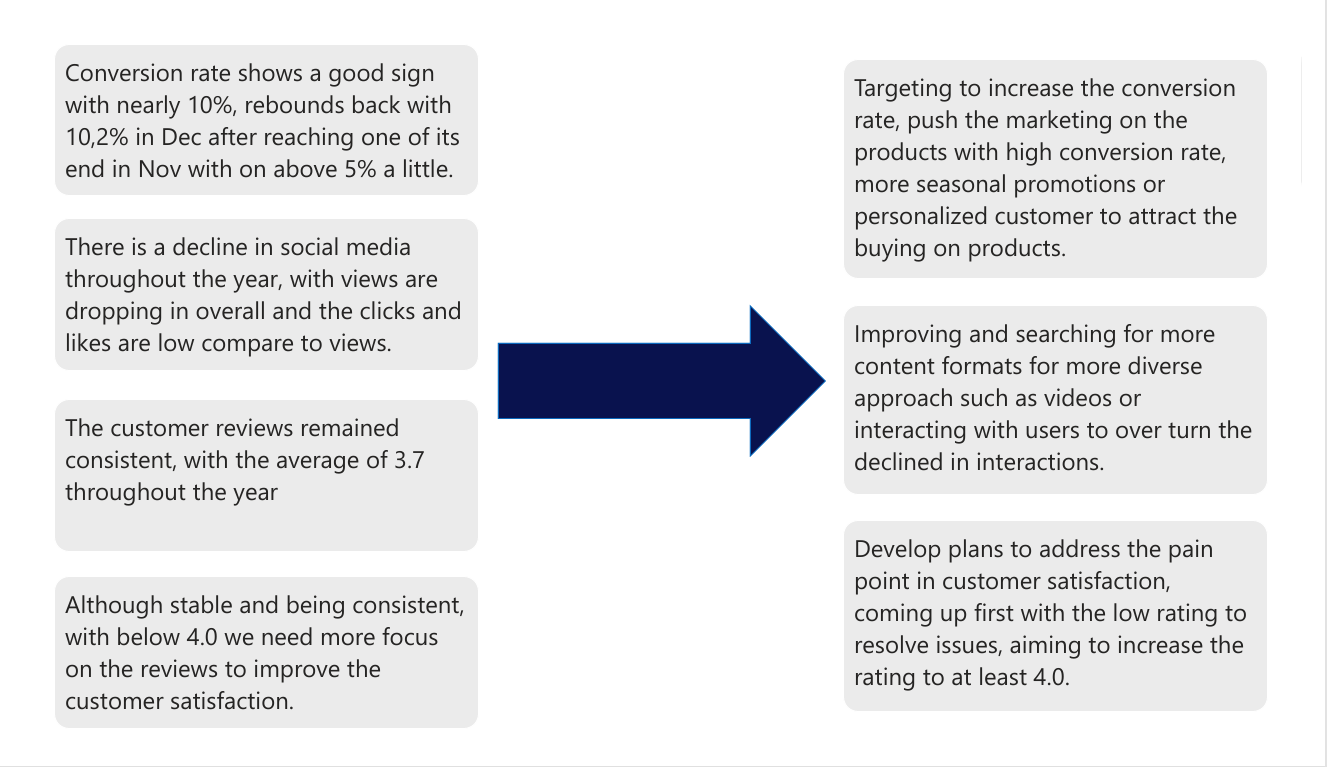 Conversion rate shows a good sign
with nearly 10%, rebounds back with
10,2% in Dec after reaching one of its
end in Nov with on above 5% a little.
There is a decline in social media
throughout the year, with views are
dropping in overall and the clicks and
likes are low compare to views.
The customer reviews remained
consistent, with the average of 3.7
throughout the year
Although stable and being consistent,
with below 4.0 we need more focus
on the reviews to improve the
customer satisfaction.
Targeting to increase the conversion
rate, push the marketing on the
products with high conversion rate,
more seasonal promotions or
personalized customer to attract the
buying on products.
Improving and searching for more
content formats for more diverse
approach such as videos or
interacting with users to over turn the
declined in interactions.
Develop plans to address the pain
point in customer satisfaction,
coming up first with the low rating to
resolve issues, aiming to increase the
rating to at least 4.0.